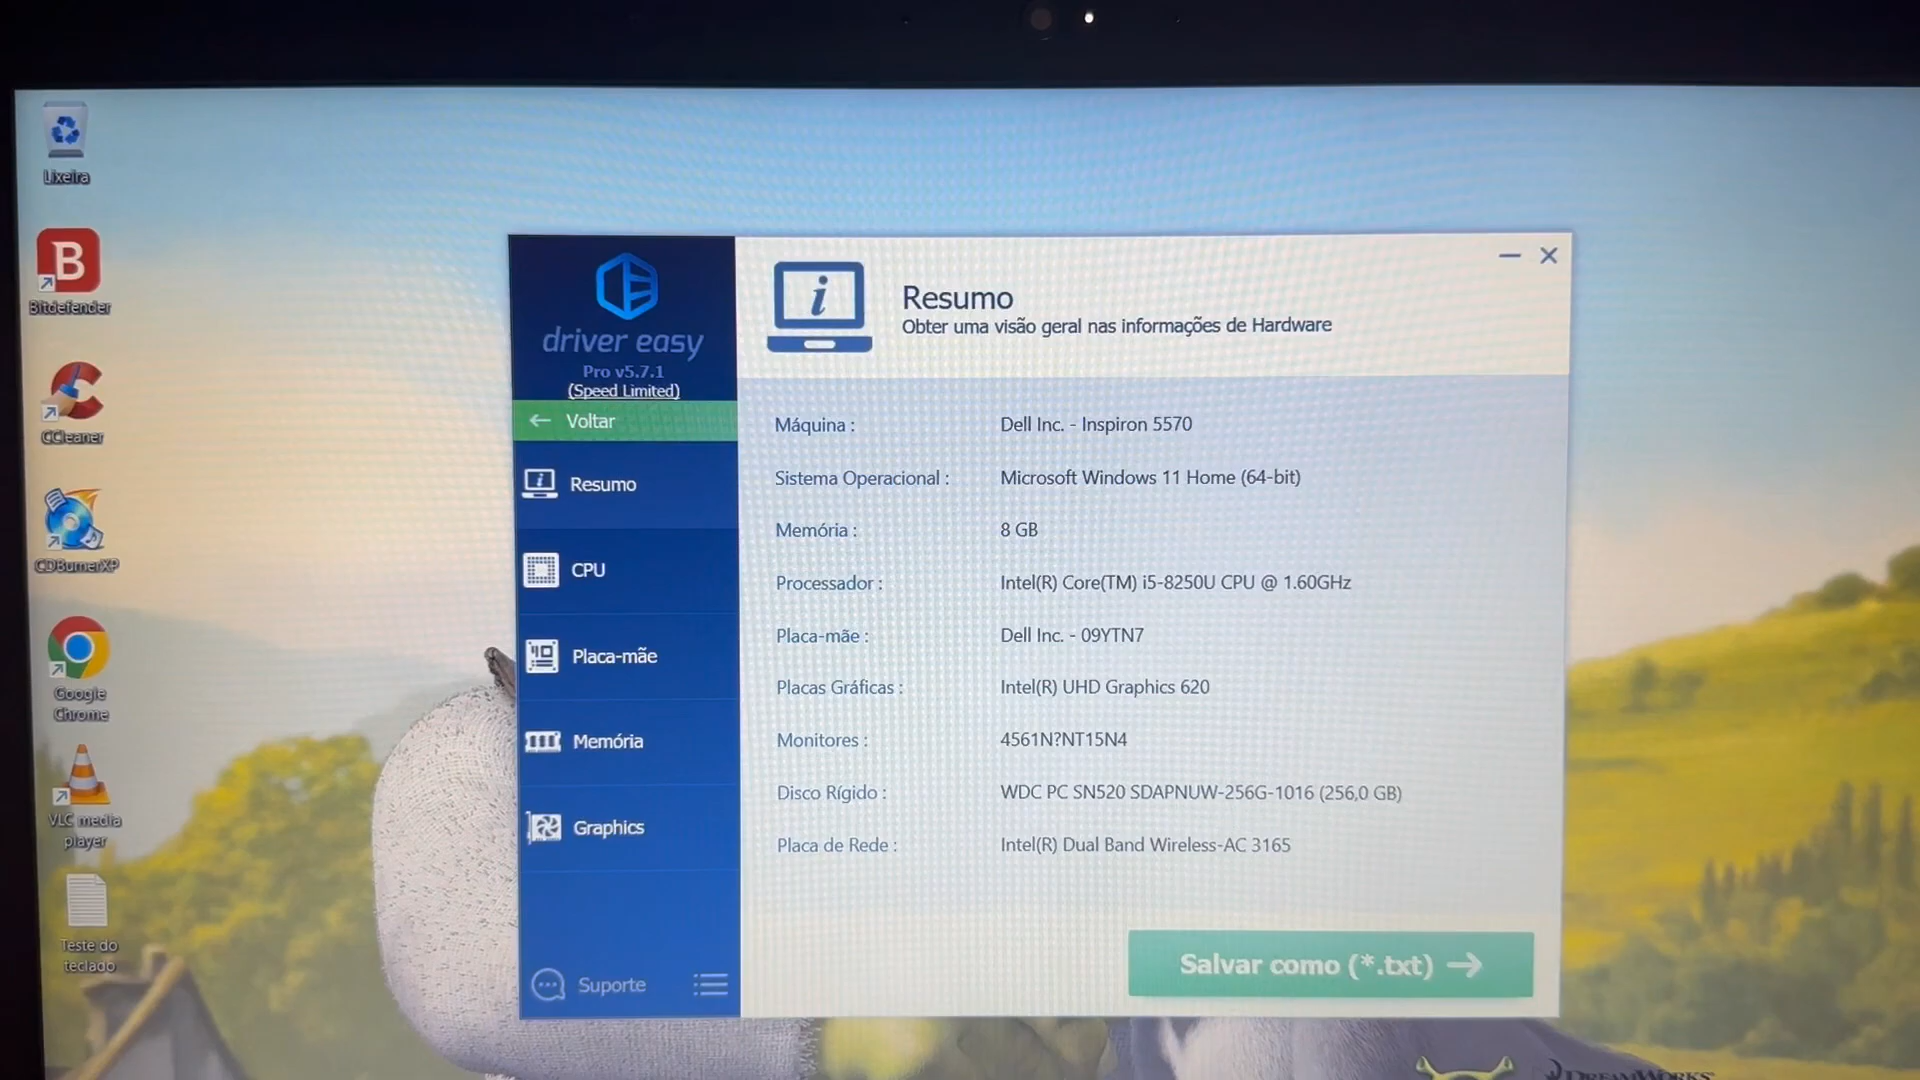 Lixeira
Bitdefender
CCleaner
CDBurnerXP
Google
Chrome
VLC media
player
Teste do
teclado
driver easy
Pro v5.7.1
(Speed Limited)
Voltar
Resumo
CPU
Placa-mãe
Memória
Graphics
Suporte
Resumo
Obter uma visão geral nas informações de Hardware
Máquina : Dell Inc. - Inspiron 5570
Sistema Operacional : Microsoft Windows 11 Home (64-bit)
Memória : 8 GB
Processador : Intel(R) Core(TM) i5-8250U CPU @ 1.60GHz
Placa-mãe : Dell Inc. - 09YTN7
Placas Gráficas : Intel(R) UHD Graphics 620
Monitores : 4561N?NT15N4
Disco Rígido : WDC PC SN520 SDAPNUW-256G-1016 (256,0 GB)
Placa de Rede : Intel(R) Dual Band Wireless-AC 3165
Salvar como (*.txt)
DREAMWORKS